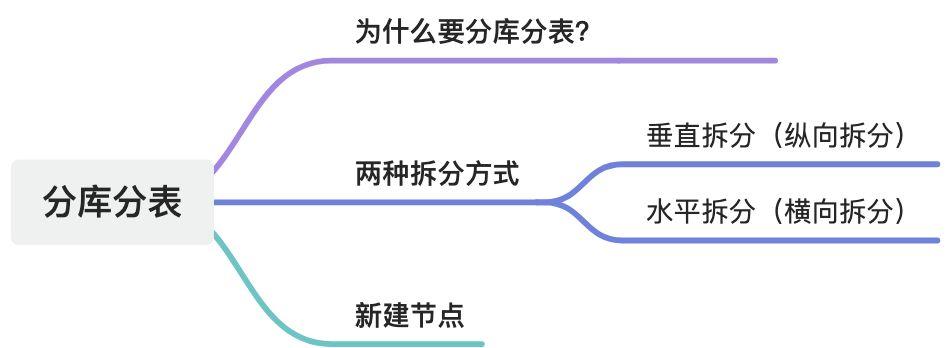 为什么要分库分表?
垂直拆分（纵向拆分）
两种拆分方式
分库分表
水平拆分（横向拆分）
新建节点